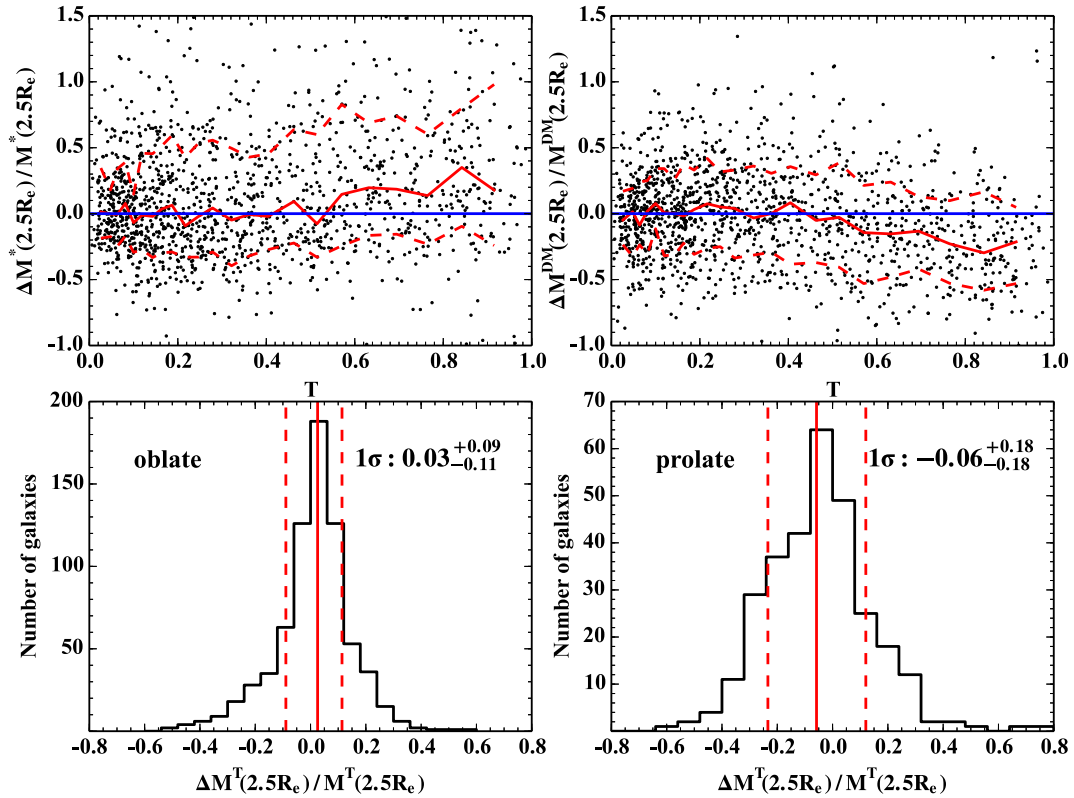 1.5
1.0
0.5
0.0
-0.5
-1.0
ΔM*(2.5Rₑ)/M*(2.5Rₑ)
0.0 0.2 0.4 0.6 0.8 1.0
T
1.5
1.0
0.5
0.0
-0.5
-1.0
ΔM^DM(2.5Rₑ)/M^DM(2.5Rₑ)
0.0 0.2 0.4 0.6 0.8 1.0
T
200
150
100
50
Number of galaxies
oblate
1σ : 0.03 +0.09 −0.11
-0.8 -0.6 -0.4 -0.2 0.0 0.2 0.4 0.6 0.8
ΔM^T(2.5Rₑ)/M^T(2.5Rₑ)
70
60
50
40
30
20
10
0
Number of galaxies
prolate
1σ : −0.06 +0.18 −0.18
-0.8 -0.6 -0.4 -0.2 0.0 0.2 0.4 0.6 0.8
ΔM^T(2.5Rₑ)/M^T(2.5Rₑ)